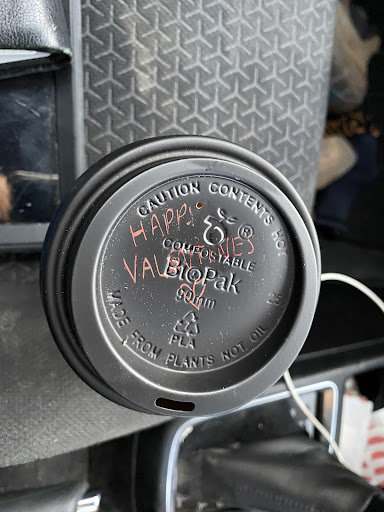 CAUTION CONTENTS HOT
HAPPY
COMPOSTABLE
VALENTINES
BioPak
90mm
PLA
MADE FROM PLANTS NOT OIL